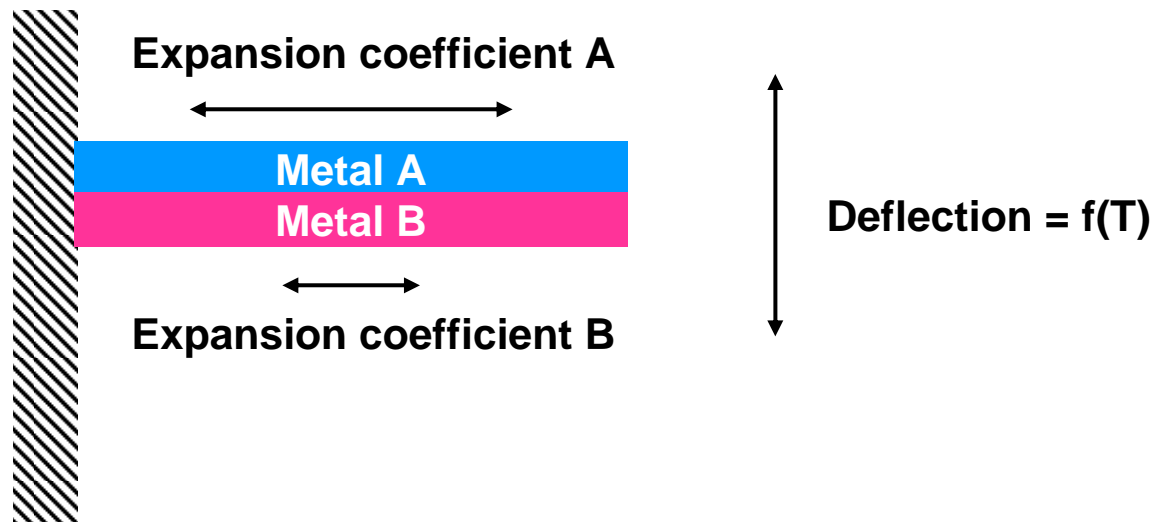 Expansion coefficient A
Metal A
Metal B
Deflection = f(T)
Expansion coefficient B